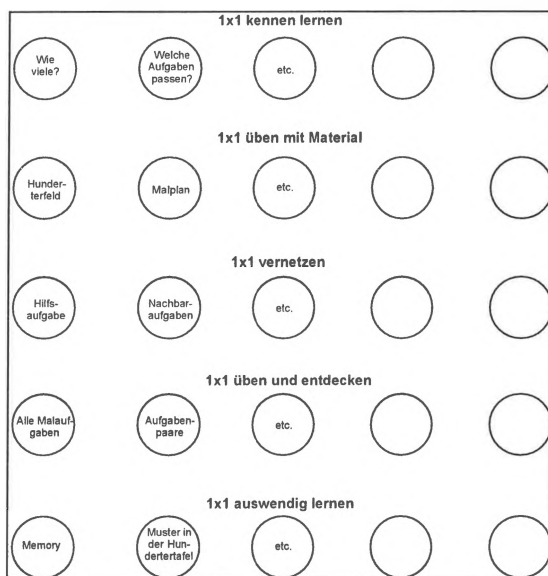 1x1 kennen lernen
Wie
viele?
Welche
Aufgaben
passen?
etc.
1x1 üben mit Material
Hunder-
terfeld
Malplan
etc.
1x1 vernetzen
Hilfs-
aufgabe
Nachbar-
aufgaben
etc.
1x1 üben und entdecken
Alle Malauf-
gaben
Aufgaben-
paare
etc.
1x1 auswendig lernen
Memory
Muster in
der Hun-
dertertafel
etc.